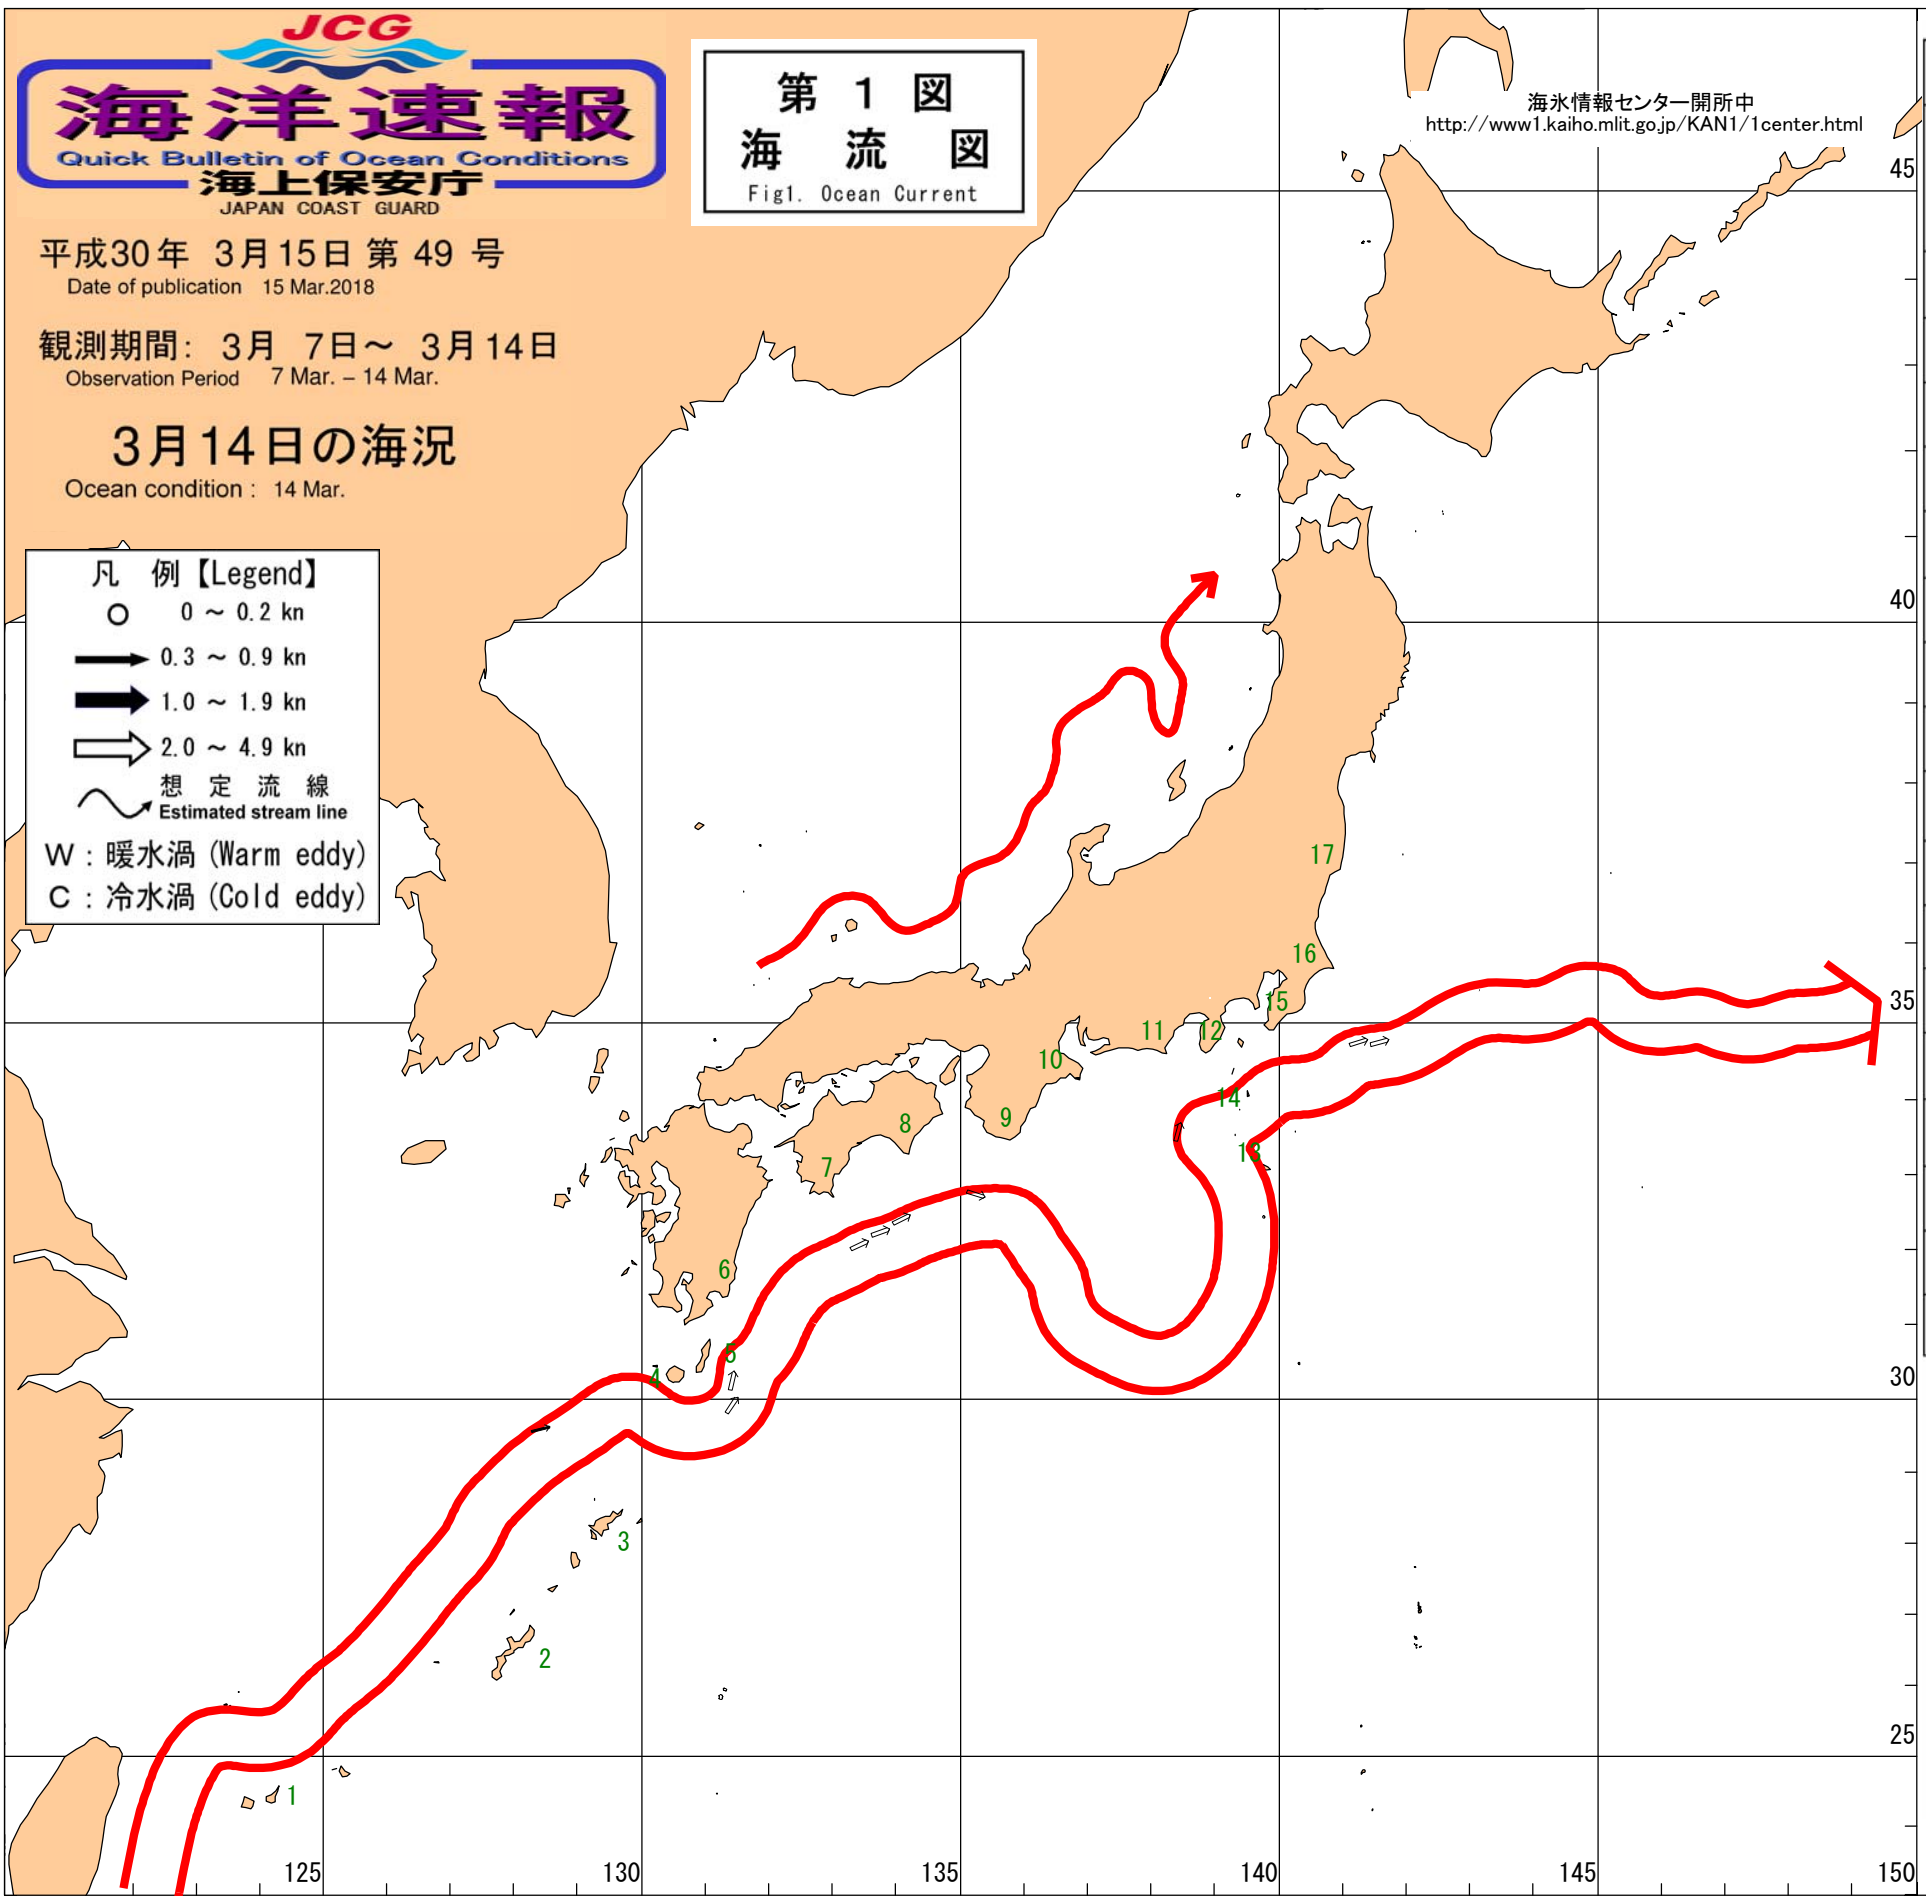 JCG
海洋速報
Quick Bulletin of Ocean Conditions
海上保安庁
JAPAN COAST GUARD
第 1 図
海 流 図
Fig1. Ocean Current
海氷情報センター開所中
http://www1.kaiho.mlit.go.jp/KAN1/1center.html
平成30年 3月15日 第 49 号
Date of publication 15 Mar.2018
観測期間: 3月 7日～ 3月14日
Observation Period 7 Mar. – 14 Mar.
3月14日の海況
Ocean condition : 14 Mar.
凡 例【Legend】
0 ～ 0.2 kn
0.3 ～ 0.9 kn
1.0 ～ 1.9 kn
2.0 ～ 4.9 kn
想 定 流 線
Estimated stream line
W : 暖水渦 (Warm eddy)
C : 冷水渦 (Cold eddy)
45
40
35
30
25
17
16
15
12
11
10
14
13
9
8
7
6
5
4
3
2
1
125
130
135
140
145
150